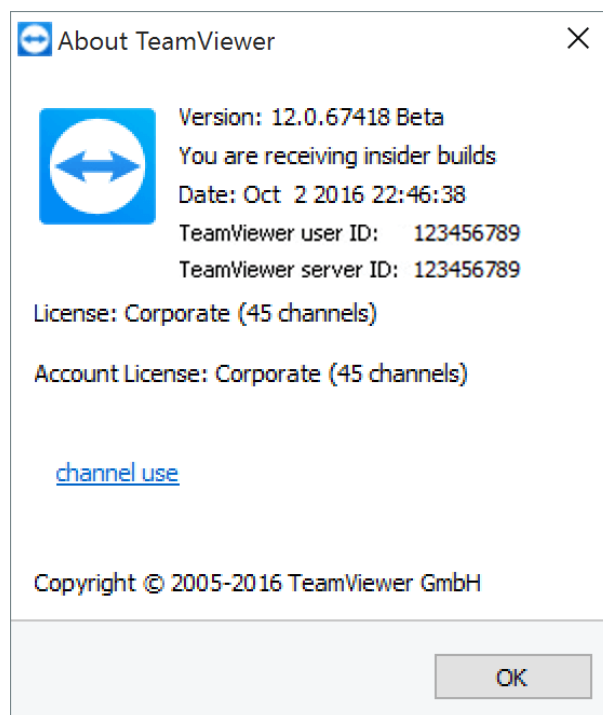 About TeamViewer
Version: 12.0.67418 Beta
You are receiving insider builds
Date: Oct  2 2016 22:46:38
TeamViewer user ID: 123456789
TeamViewer server ID: 123456789
License: Corporate (45 channels)
Account License: Corporate (45 channels)
channel use
Copyright © 2005-2016 TeamViewer GmbH
OK